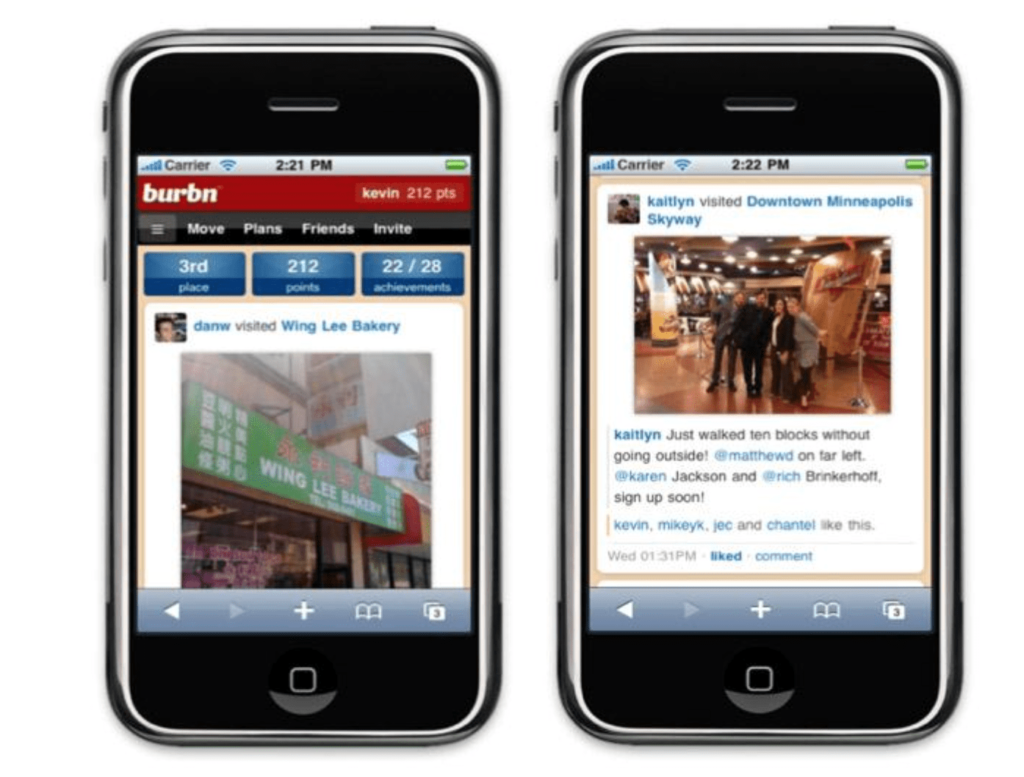 Carrier 2:21 PM
burbn kevin 212 pts
Move Plans Friends Invite
3rd 212 22 / 28
place points achievements
danw visited Wing Lee Bakery
WING LEE BAKERY
3
Carrier 2:22 PM
kaitlyn visited Downtown Minneapolis
Skyway
kaitlyn Just walked ten blocks without
going outside! @matthewd on far left.
@karen Jackson and @rich Brinkerhoff,
sign up soon!
kevin, mikeyk, jec and chantel like this.
Wed 01:31PM · liked · comment
3